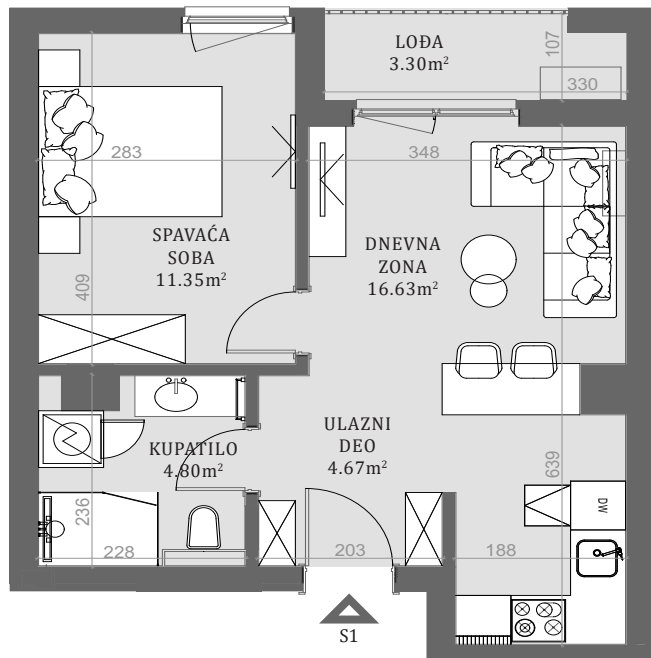 LOĐA
3.30m²
107
330
283
348
SPAVAĆA
SOBA
11.35m²
DNEVNA
ZONA
16.63m²
409
ULAZNI
DEO
4.67m²
KUPATILO
4.80m²
639
236
DW
228
203
188
S1